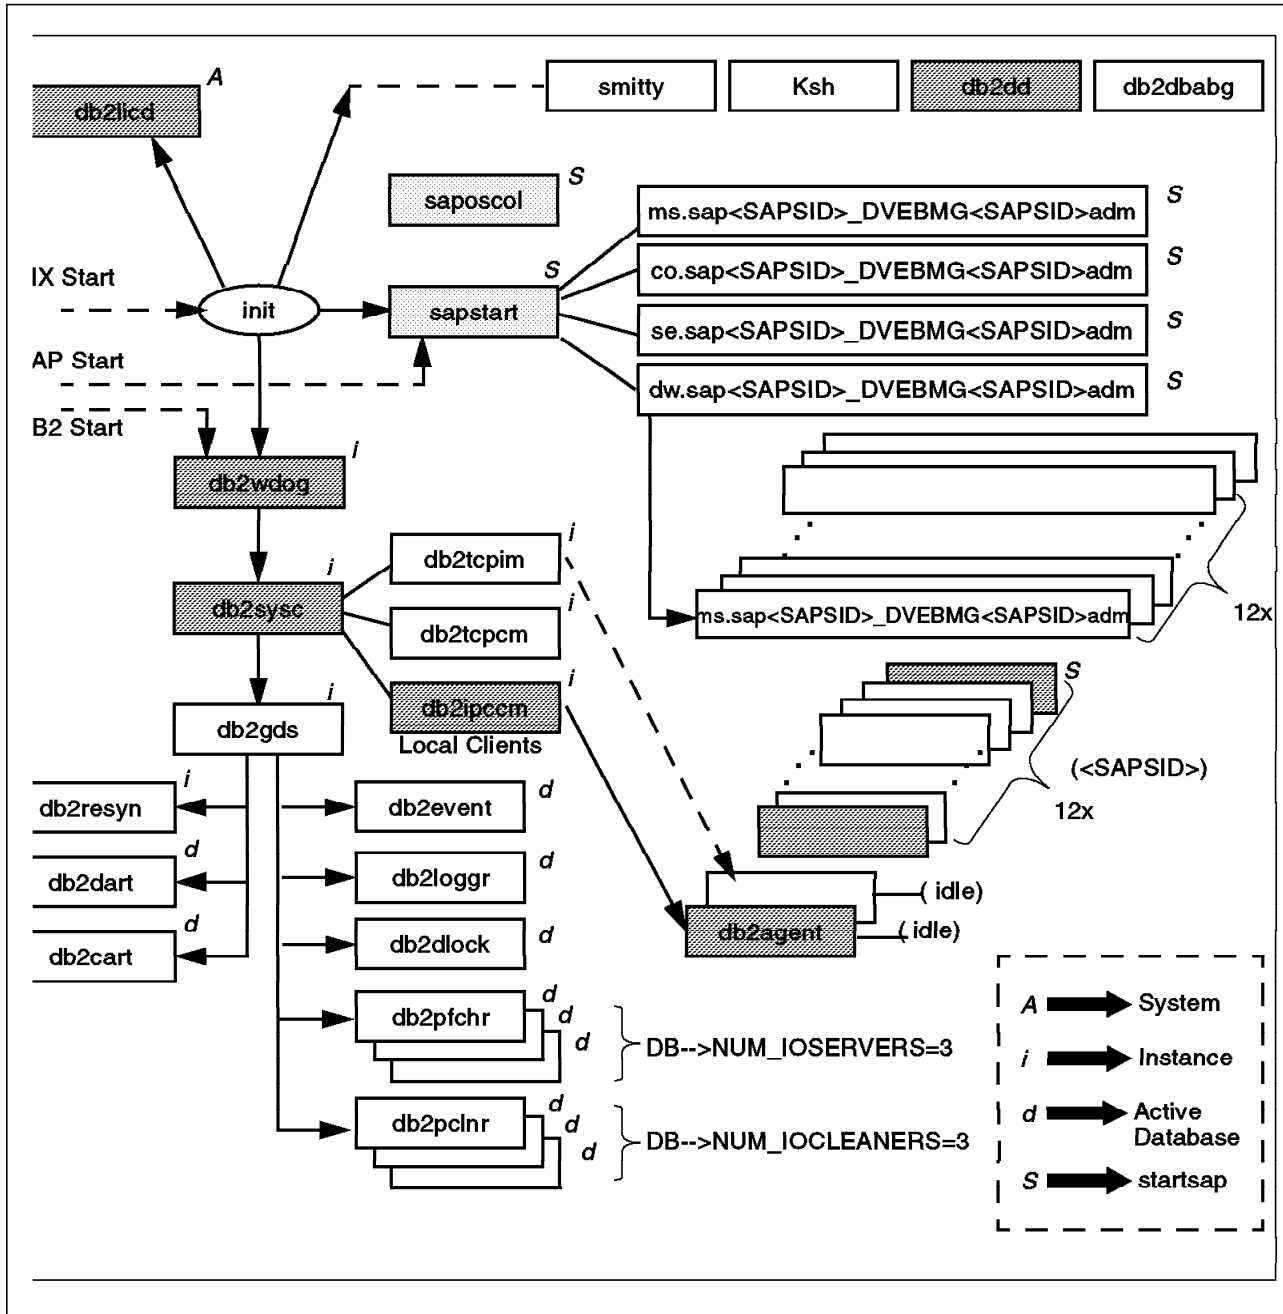 A
db2licd
smitty
Ksh
db2dd
db2dbabg
saposcol
S
ms.sap<SAPSID>_DVEBMG<SAPSID>adm
S
co.sap<SAPSID>_DVEBMG<SAPSID>adm
S
se.sap<SAPSID>_DVEBMG<SAPSID>adm
S
dw.sap<SAPSID>_DVEBMG<SAPSID>adm
S
IX Start
init
S
sapstart
AP Start
B2 Start
i
db2wdog
i
db2sysc
i
db2tcpim
i
db2tcpcm
i
db2ipccm
Local Clients
ms.sap<SAPSID>_DVEBMG<SAPSID>adm
12x
i
db2gds
S
(<SAPSID>)
12x
i
db2resyn
d
db2dart
d
db2cart
db2event
d
db2loggr
d
db2dlock
d
db2pfchr
d
d
d
DB-->NUM_IOSERVERS=3
db2pclnr
d
d
d
DB-->NUM_IOCLEANERS=3
( idle)
db2agent
( idle)
A System
i Instance
d Active
Database
S startsap